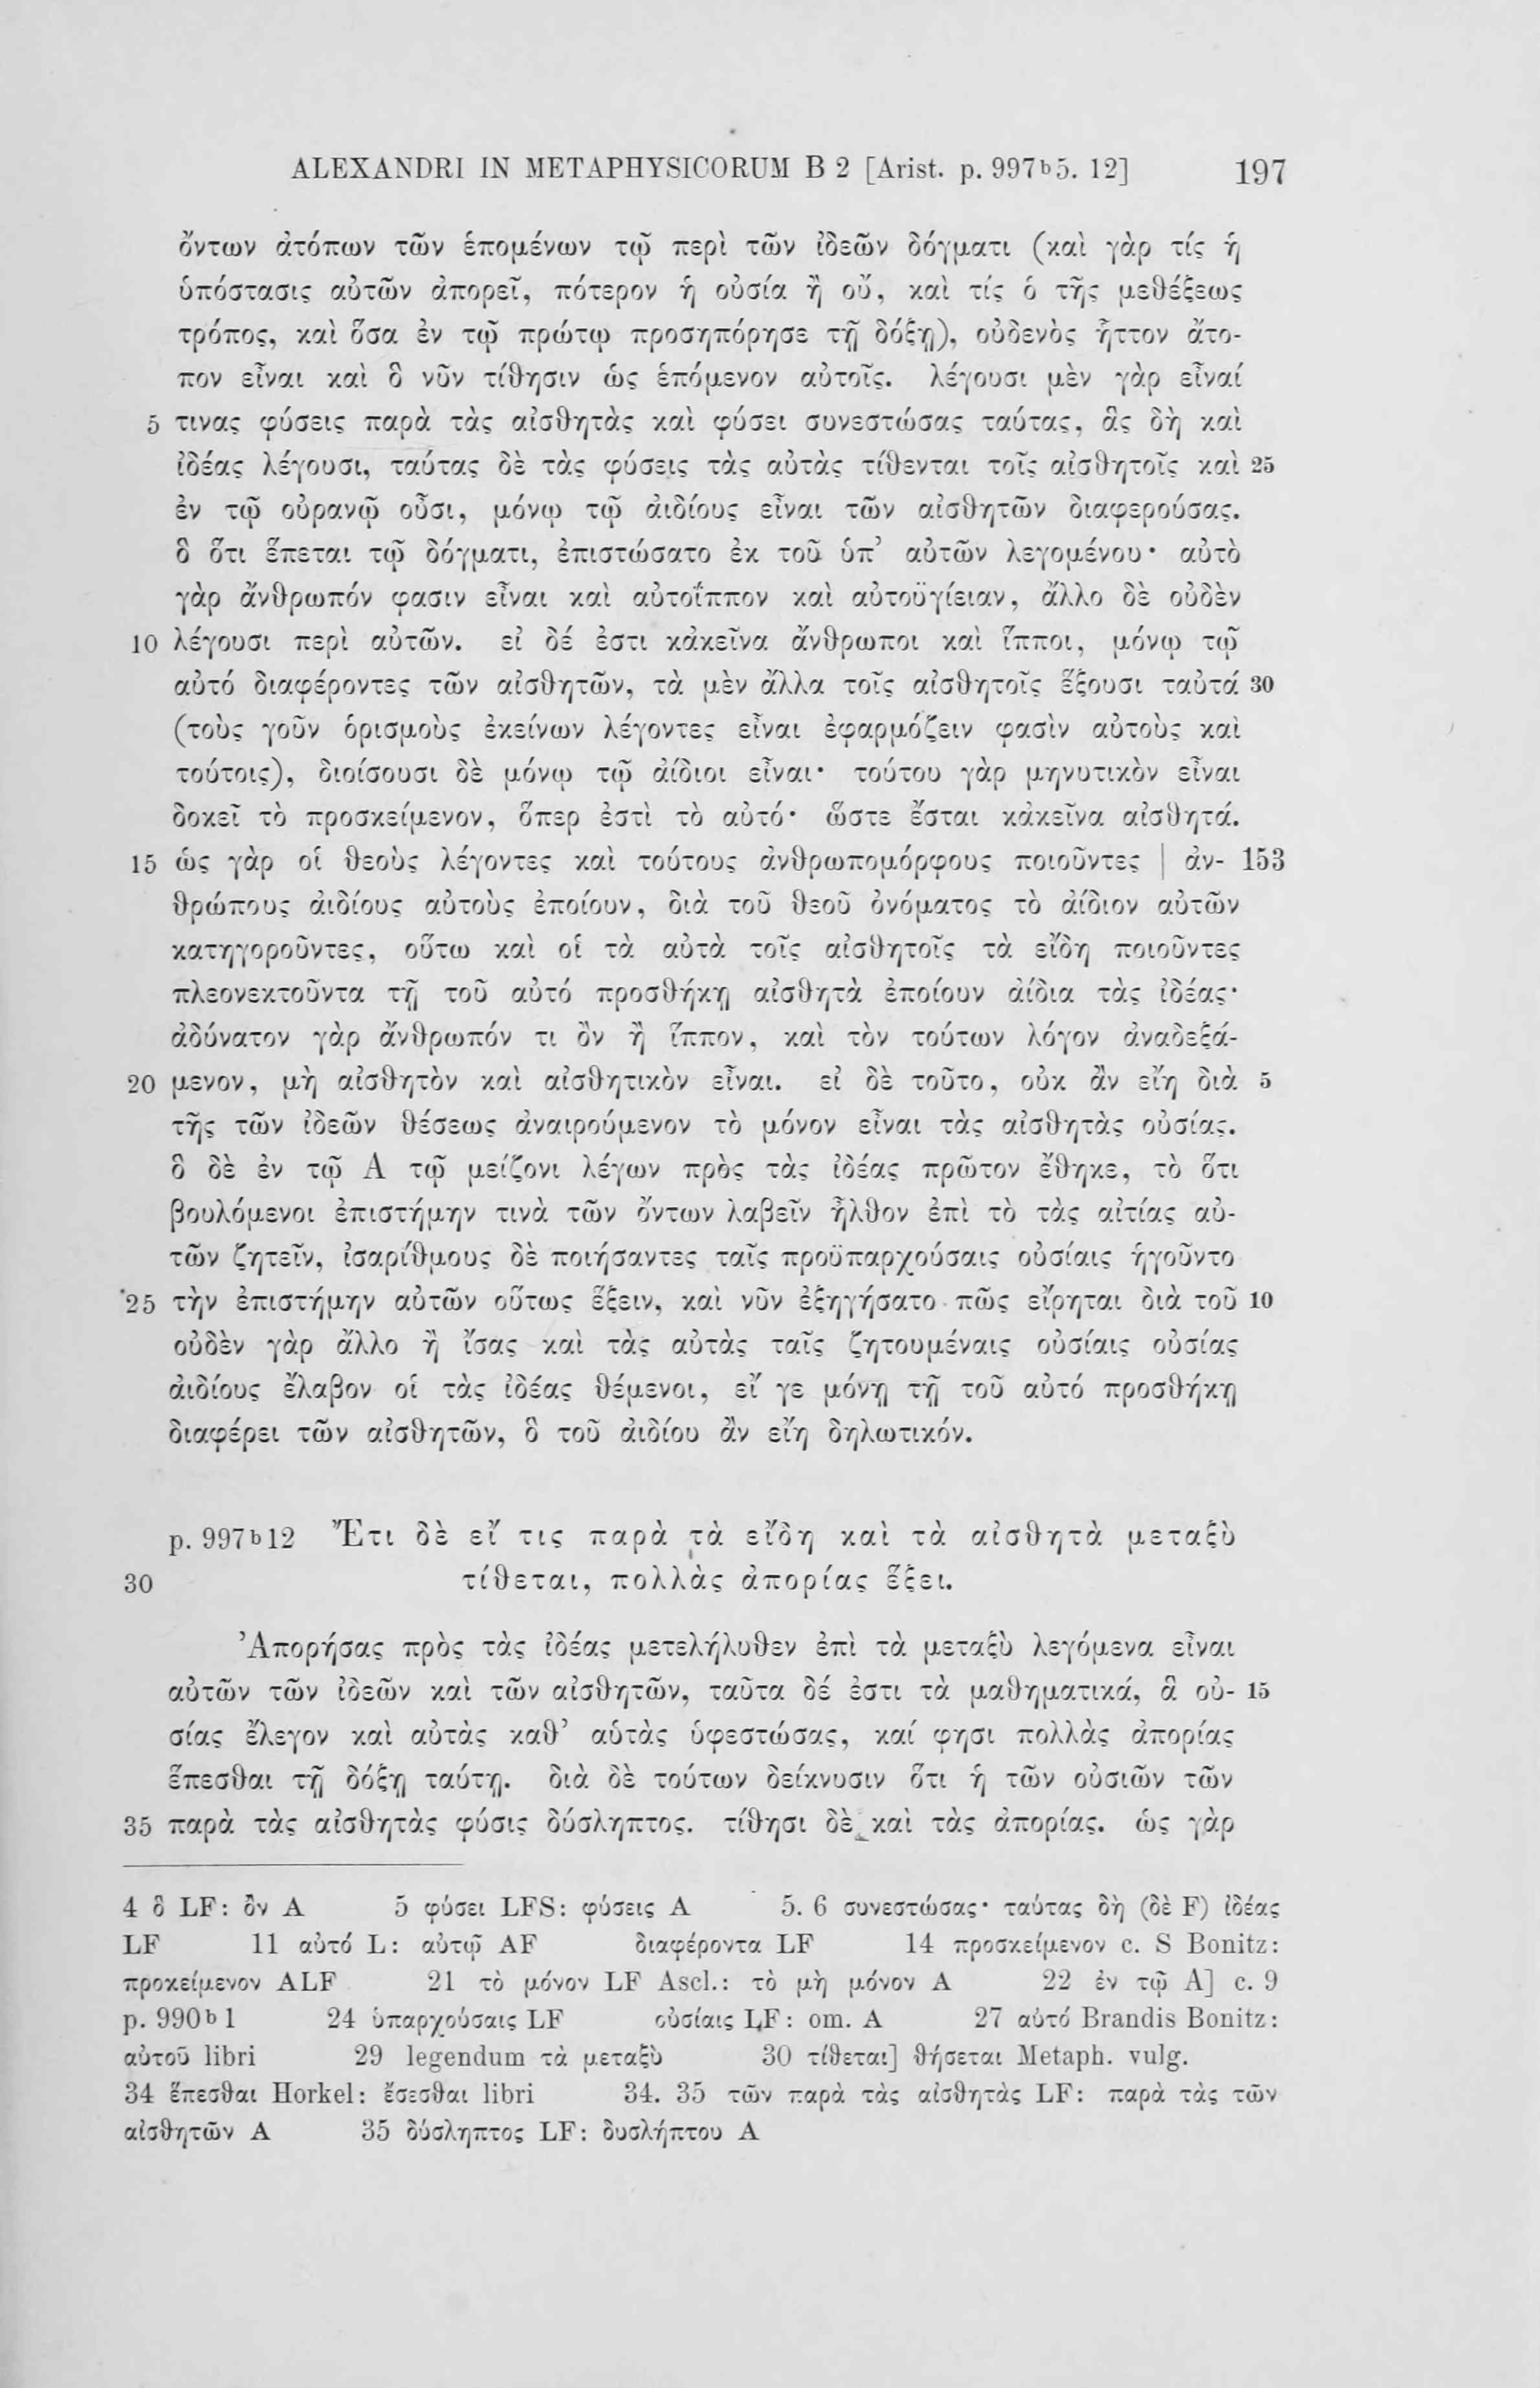 ALEXANDRI IN METAPHYSICORUM B 2 [Arist. p. 997b5. 12] 197
ὄντων ἀτόπων τῶν ἑπομένων τῷ περὶ τῶν ἰδεῶν δόγματι (καὶ γὰρ τίς ἡ
ὑπόστασις αὐτῶν ἀπορεῖ, πότερον ἡ οὐσία ἢ οὔ, καὶ τίς ὁ τῆς μεθέξεως
τρόπος, καὶ ὅσα ἐν τῷ πρώτῳ προσηπόρησε τῇ δόξῃ), οὐδενὸς ἧττον ἄτο-
πον εἶναι καὶ ὃ νῦν τίθησιν ὡς ἑπόμενον αὐτοῖς. λέγουσι μὲν γὰρ εἶναί
5 τινας φύσεις παρὰ τὰς αἰσθητὰς καὶ φύσει συνεστώσας ταύτας, ἃς δὴ καὶ
ἰδέας λέγουσι, ταύτας δὲ τὰς φύσεις τὰς αὐτὰς τίθενται τοῖς αἰσθητοῖς καὶ 25
ἐν τῷ οὐρανῷ οὖσι, μόνῳ τῷ ἀιδίους εἶναι τῶν αἰσθητῶν διαφερούσας.
ὃ ὅτι ἕπεται τῷ δόγματι, ἐπιστώσατο ἐκ τοῦ ὑπ’ αὐτῶν λεγομένου· αὐτὸ
γὰρ ἄνθρωπόν φασιν εἶναι καὶ αὐτοΐππον καὶ αὐτοϋγίειαν, ἄλλο δὲ οὐδὲν
10 λέγουσι περὶ αὐτῶν. εἰ δέ ἐστι κἀκεῖνα ἄνθρωποι καὶ ἵπποι, μόνῳ τῷ
αὐτό διαφέροντες τῶν αἰσθητῶν, τὰ μὲν ἄλλα τοῖς αἰσθητοῖς ἕξουσι ταὐτά 30
(τοὺς γοῦν ὁρισμοὺς ἐκείνων λέγοντες εἶναι ἐφαρμόζειν φασὶν αὐτοὺς καὶ
τούτοις), διοίσουσι δὲ μόνῳ τῷ ἀίδιοι εἶναι· τούτου γὰρ μηνυτικὸν εἶναι
δοκεῖ τὸ προσκείμενον, ὅπερ ἐστὶ τὸ αὐτό· ὥστε ἔσται κἀκεῖνα αἰσθητά.
15 ὡς γὰρ οἱ θεοὺς λέγοντες καὶ τούτους ἀνθρωπομόρφους ποιοῦντες | ἀν- 153
θρώπους ἀιδίους αὐτοὺς ἐποίουν, διὰ τοῦ θεοῦ ὀνόματος τὸ ἀίδιον αὐτῶν
κατηγοροῦντες, οὕτω καὶ οἱ τὰ αὐτὰ τοῖς αἰσθητοῖς τὰ εἴδη ποιοῦντες
πλεονεκτοῦντα τῇ τοῦ αὐτό προσθήκῃ αἰσθητὰ ἐποίουν ἀίδια τὰς ἰδέας·
ἀδύνατον γὰρ ἄνθρωπόν τι ὂν ἢ ἵππον, καὶ τὸν τούτων λόγον ἀναδεξά-
20 μενον, μὴ αἰσθητὸν καὶ αἰσθητικὸν εἶναι. εἰ δὲ τοῦτο, οὐκ ἂν εἴη διὰ 5
τῆς τῶν ἰδεῶν θέσεως ἀναιρούμενον τὸ μόνον εἶναι τὰς αἰσθητὰς οὐσίας.
ὃ δὲ ἐν τῷ Α τῷ μείζονι λέγων πρὸς τὰς ἰδέας πρῶτον ἔθηκε, τὸ ὅτι
βουλόμενοι ἐπιστήμην τινὰ τῶν ὄντων λαβεῖν ἦλθον ἐπὶ τὸ τὰς αἰτίας αὐ-
τῶν ζητεῖν, ἰσαρίθμους δὲ ποιήσαντες ταῖς προϋπαρχούσαις οὐσίαις ἡγοῦντο
25 τὴν ἐπιστήμην αὐτῶν οὕτως ἕξειν, καὶ νῦν ἐξηγήσατο πῶς εἴρηται διὰ τοῦ 10
οὐδὲν γὰρ ἄλλο ἢ ἴσας καὶ τὰς αὐτὰς ταῖς ζητουμέναις οὐσίαις οὐσίας
ἀιδίους ἔλαβον οἱ τὰς ἰδέας θέμενοι, εἴ γε μόνῃ τῇ τοῦ αὐτό προσθήκῃ
διαφέρει τῶν αἰσθητῶν, ὃ τοῦ ἀιδίου ἂν εἴη δηλωτικόν.
p. 997b12 Ἔτι δὲ εἴ τις παρὰ τὰ εἴδη καὶ τὰ αἰσθητὰ μεταξὺ
30 τίθεται, πολλὰς ἀπορίας ἕξει.
Ἀπορήσας πρὸς τὰς ἰδέας μετελήλυθεν ἐπὶ τὰ μεταξὺ λεγόμενα εἶναι
αὐτῶν τῶν ἰδεῶν καὶ τῶν αἰσθητῶν, ταῦτα δέ ἐστι τὰ μαθηματικά, ἃ οὐ- 15
σίας ἔλεγον καὶ αὐτὰς καθ’ αὑτὰς ὑφεστώσας, καί φησι πολλὰς ἀπορίας
ἕπεσθαι τῇ δόξῃ ταύτῃ. διὰ δὲ τούτων δείκνυσιν ὅτι ἡ τῶν οὐσιῶν τῶν
35 παρὰ τὰς αἰσθητὰς φύσις δύσληπτος. τίθησι δὲ καὶ τὰς ἀπορίας. ὡς γὰρ
4 ὃ LF: ὃν A 5 φύσει LFS: φύσεις A 5. 6 συνεστώσας· ταύτας δὴ (δὲ F) ἰδέας
LF 11 αὐτό L: αὐτῷ AF διαφέροντα LF 14 προσκείμενον c. S Bonitz:
προκείμενον ALF 21 τὸ μόνον LF Ascl.: τὸ μὴ μόνον A 22 ἐν τῷ A] c. 9
p. 990b1 24 ὑπαρχούσαις LF οὐσίαις LF: om. A 27 αὐτό Brandis Bonitz:
αὐτοῦ libri 29 legendum τὰ μεταξὺ 30 τίθεται] θήσεται Metaph. vulg.
34 ἕπεσθαι Horkel: ἔσεσθαι libri 34. 35 τῶν παρὰ τὰς αἰσθητὰς LF: παρὰ τὰς τῶν
αἰσθητῶν A 35 δύσληπτος LF: δυσλήπτου A